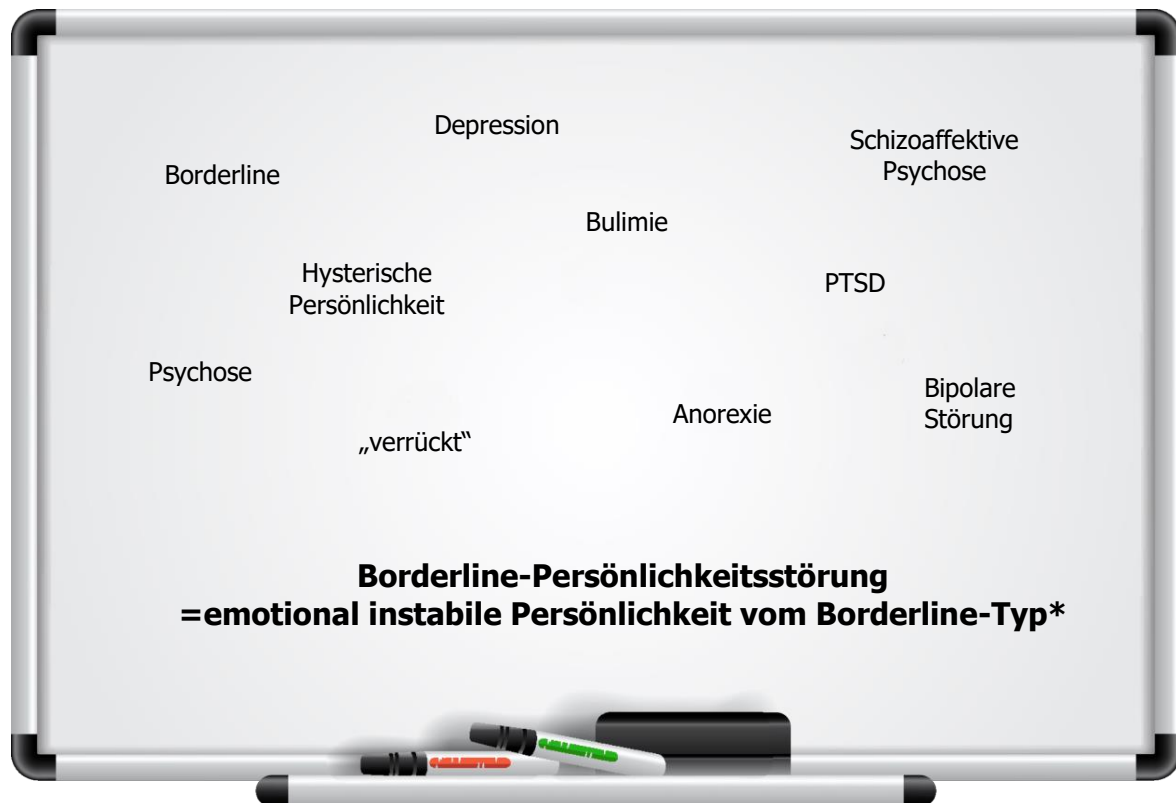 Depression
Schizoaffektive
Psychose
Borderline
Bulimie
Hysterische
Persönlichkeit
PTSD
Psychose
Bipolare
Störung
Anorexie
„verrückt“
Borderline-Persönlichkeitsstörung
=emotional instabile Persönlichkeit vom Borderline-Typ*